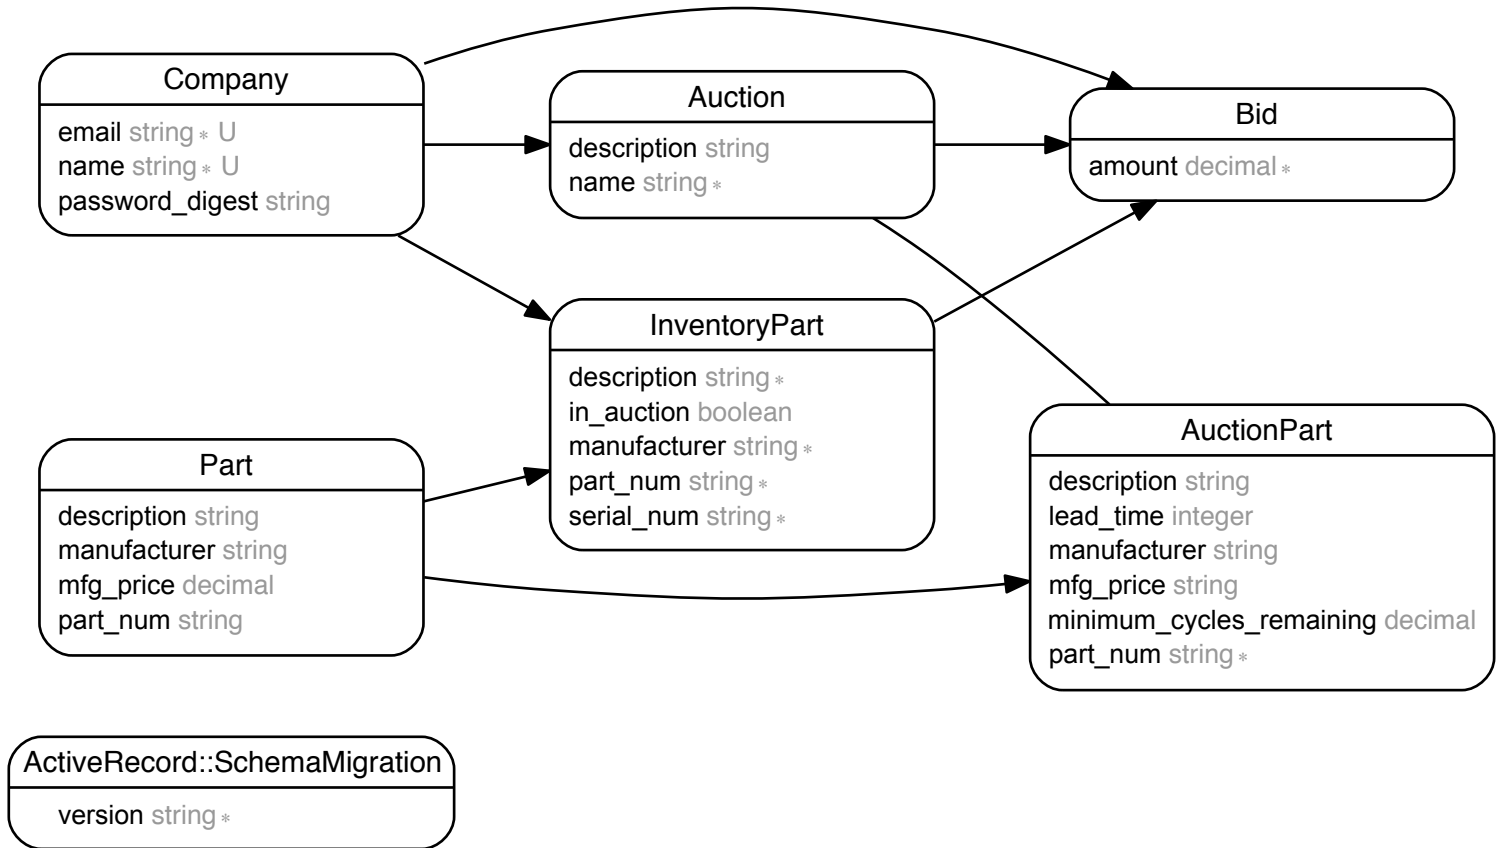 Company
email string * U
name string * U
password_digest string
Auction
description string
name string *
Bid
amount decimal *
InventoryPart
description string *
in_auction boolean
manufacturer string *
part_num string *
serial_num string *
Part
description string
manufacturer string
mfg_price decimal
part_num string
AuctionPart
description string
lead_time integer
manufacturer string
mfg_price string
minimum_cycles_remaining decimal
part_num string *
ActiveRecord::SchemaMigration
version string *